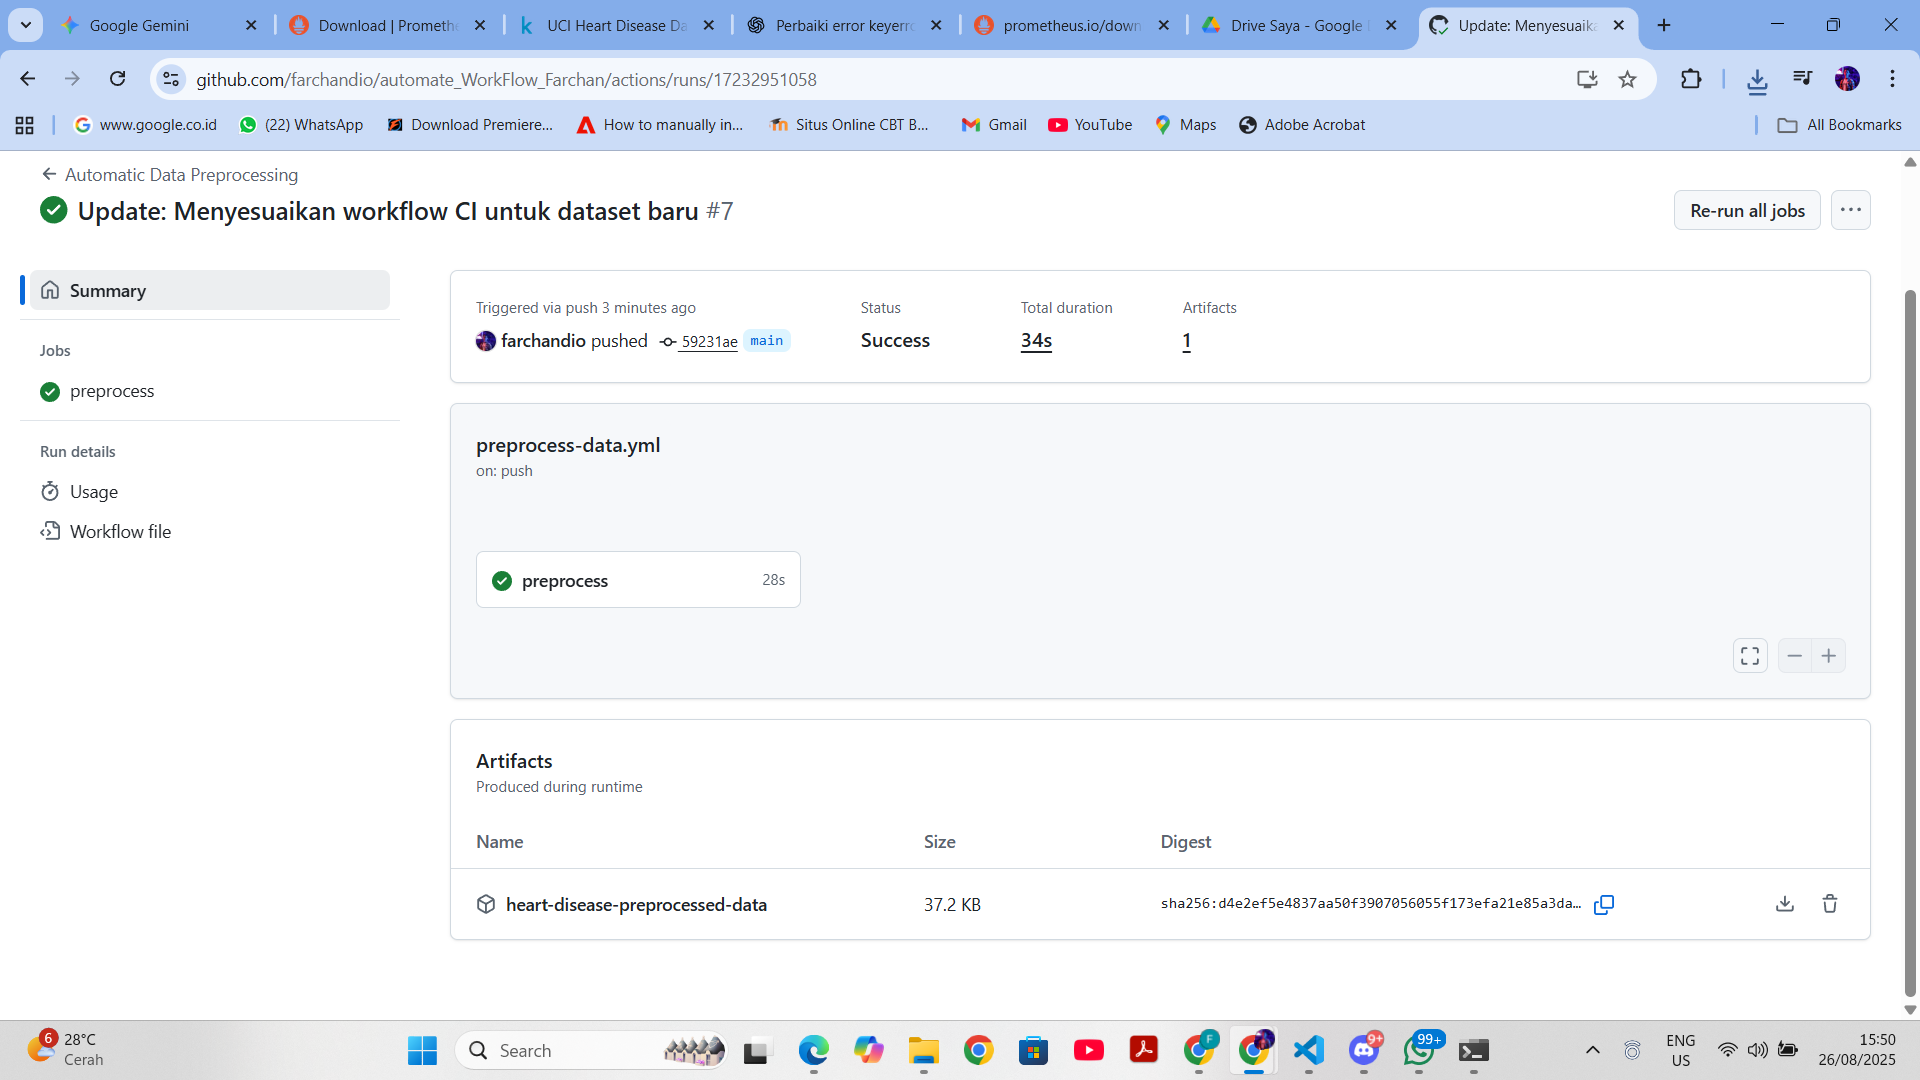 Google Gemini
Download | Promethe
UCI Heart Disease Da
Perbaiki error keyerro
prometheus.io/down
Drive Saya - Google
Update: Menyesuaika
github.com/farchandio/automate_WorkFlow_Farchan/actions/runs/17232951058
www.google.co.id
(22) WhatsApp
Download Premiere...
How to manually in...
Situs Online CBT B...
Gmail
YouTube
Maps
Adobe Acrobat
All Bookmarks
Automatic Data Preprocessing
Update: Menyesuaikan workflow CI untuk dataset baru #7
Re-run all jobs
Summary
Jobs
preprocess
Run details
Usage
Workflow file
Triggered via push 3 minutes ago
farchandio pushed 59231ae main
Status
Success
Total duration
34s
Artifacts
1
preprocess-data.yml
on: push
preprocess 28s
Artifacts
Produced during runtime
Name Size Digest
heart-disease-preprocessed-data 37.2 KB sha256:d4e2ef5e4837aa50f3907056055f173efa21e85a3da…
6
28°C
Cerah
Search
F
9+
99+
ENG
US
15:50
26/08/2025